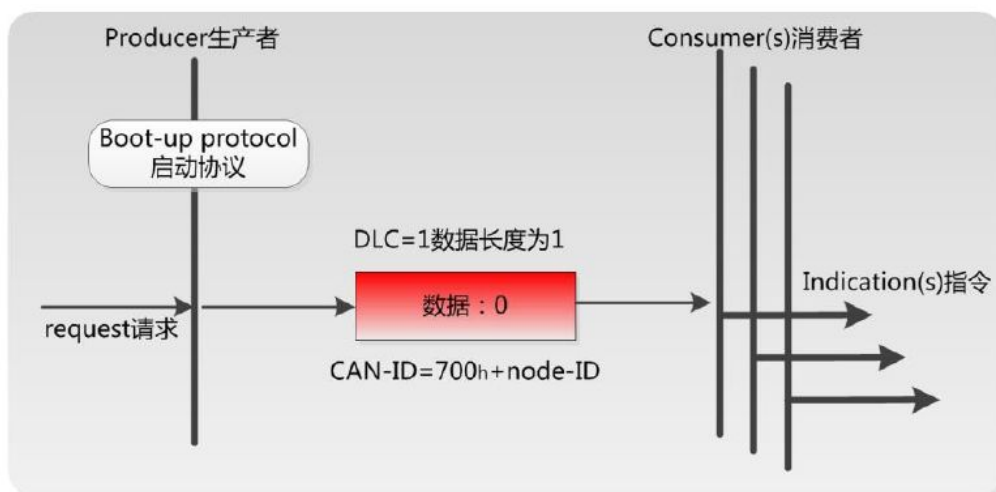 Producer生产者
Consumer(s)消费者
Boot-up protocol
启动协议
DLC=1数据长度为1
数据：0
Indication(s)指令
request请求
CAN-ID=700h+node-ID